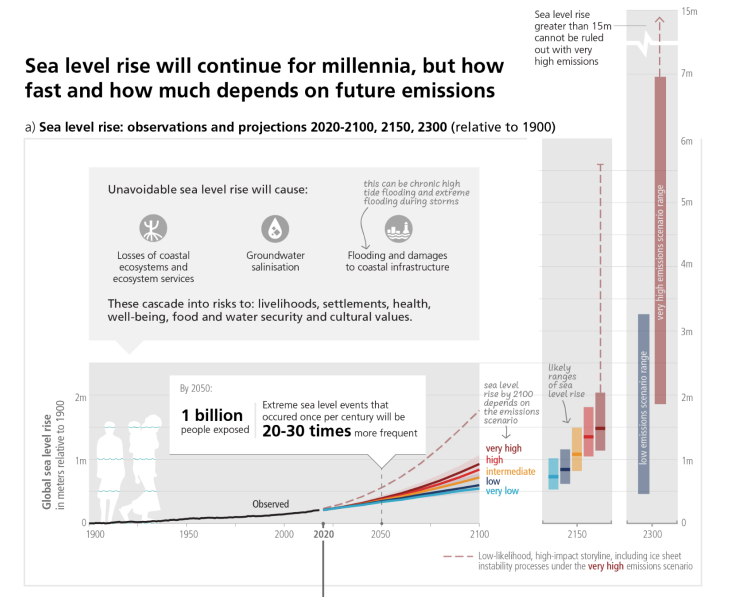 Sea level rise
greater than 15m
cannot be ruled
out with very
high emissions
15m
Sea level rise will continue for millennia, but how
fast and how much depends on future emissions
a) Sea level rise: observations and projections 2020-2100, 2150, 2300 (relative to 1900)
Unavoidable sea level rise will cause:
this can be chronic high
tide flooding and extreme
flooding during storms
Losses of coastal
ecosystems and
ecosystem services
Groundwater
salinisation
Flooding and damages
to coastal infrastructure
These cascade into risks to: livelihoods, settlements, health,
well-being, food and water security and cultural values.
Global sea level rise
in meters relative to 1900
2m
1m
0
By 2050:
1 billion
people exposed
Extreme sea level events that
occured once per century will be
20-30 times more frequent
Observed
1900
1950
2000
2020
2050
2100
sea level
rise by 2100
depends on
the emissions
scenario
very high
high
intermediate
low
very low
likely
ranges
of sea
level rise
2150
low emissions scenario range
very high emissions scenario range
2300
7m
6m
5m
4m
3m
2m
1m
0
Low-likelihood, high-impact storyline, including ice sheet
instability processes under the very high emissions scenario